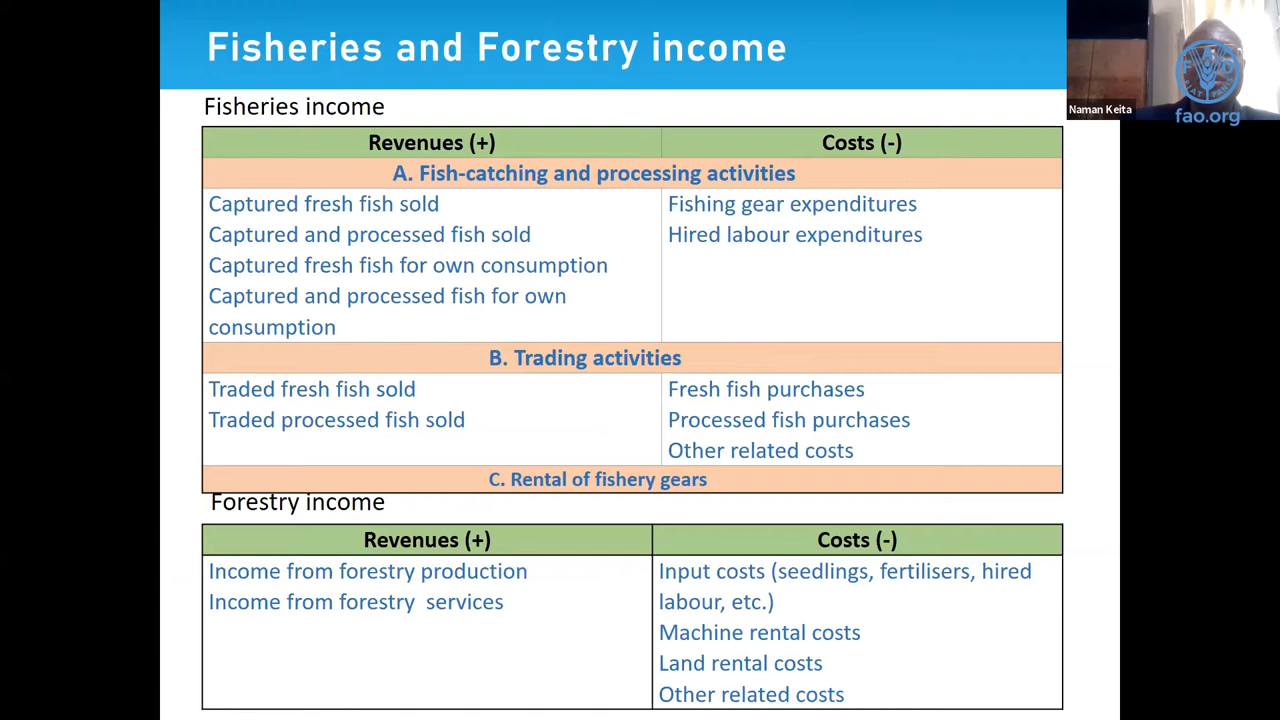 Fisheries and Forestry income
Naman Keita
FAO
FIAT PANIS
fao.org
Fisheries income
Revenues (+)
Costs (-)
A. Fish-catching and processing activities
Captured fresh fish sold
Captured and processed fish sold
Captured fresh fish for own consumption
Captured and processed fish for own
consumption
Fishing gear expenditures
Hired labour expenditures
B. Trading activities
Traded fresh fish sold
Traded processed fish sold
Fresh fish purchases
Processed fish purchases
Other related costs
C. Rental of fishery gears
Forestry income
Revenues (+)
Costs (-)
Income from forestry production
Income from forestry services
Input costs (seedlings, fertilisers, hired
labour, etc.)
Machine rental costs
Land rental costs
Other related costs